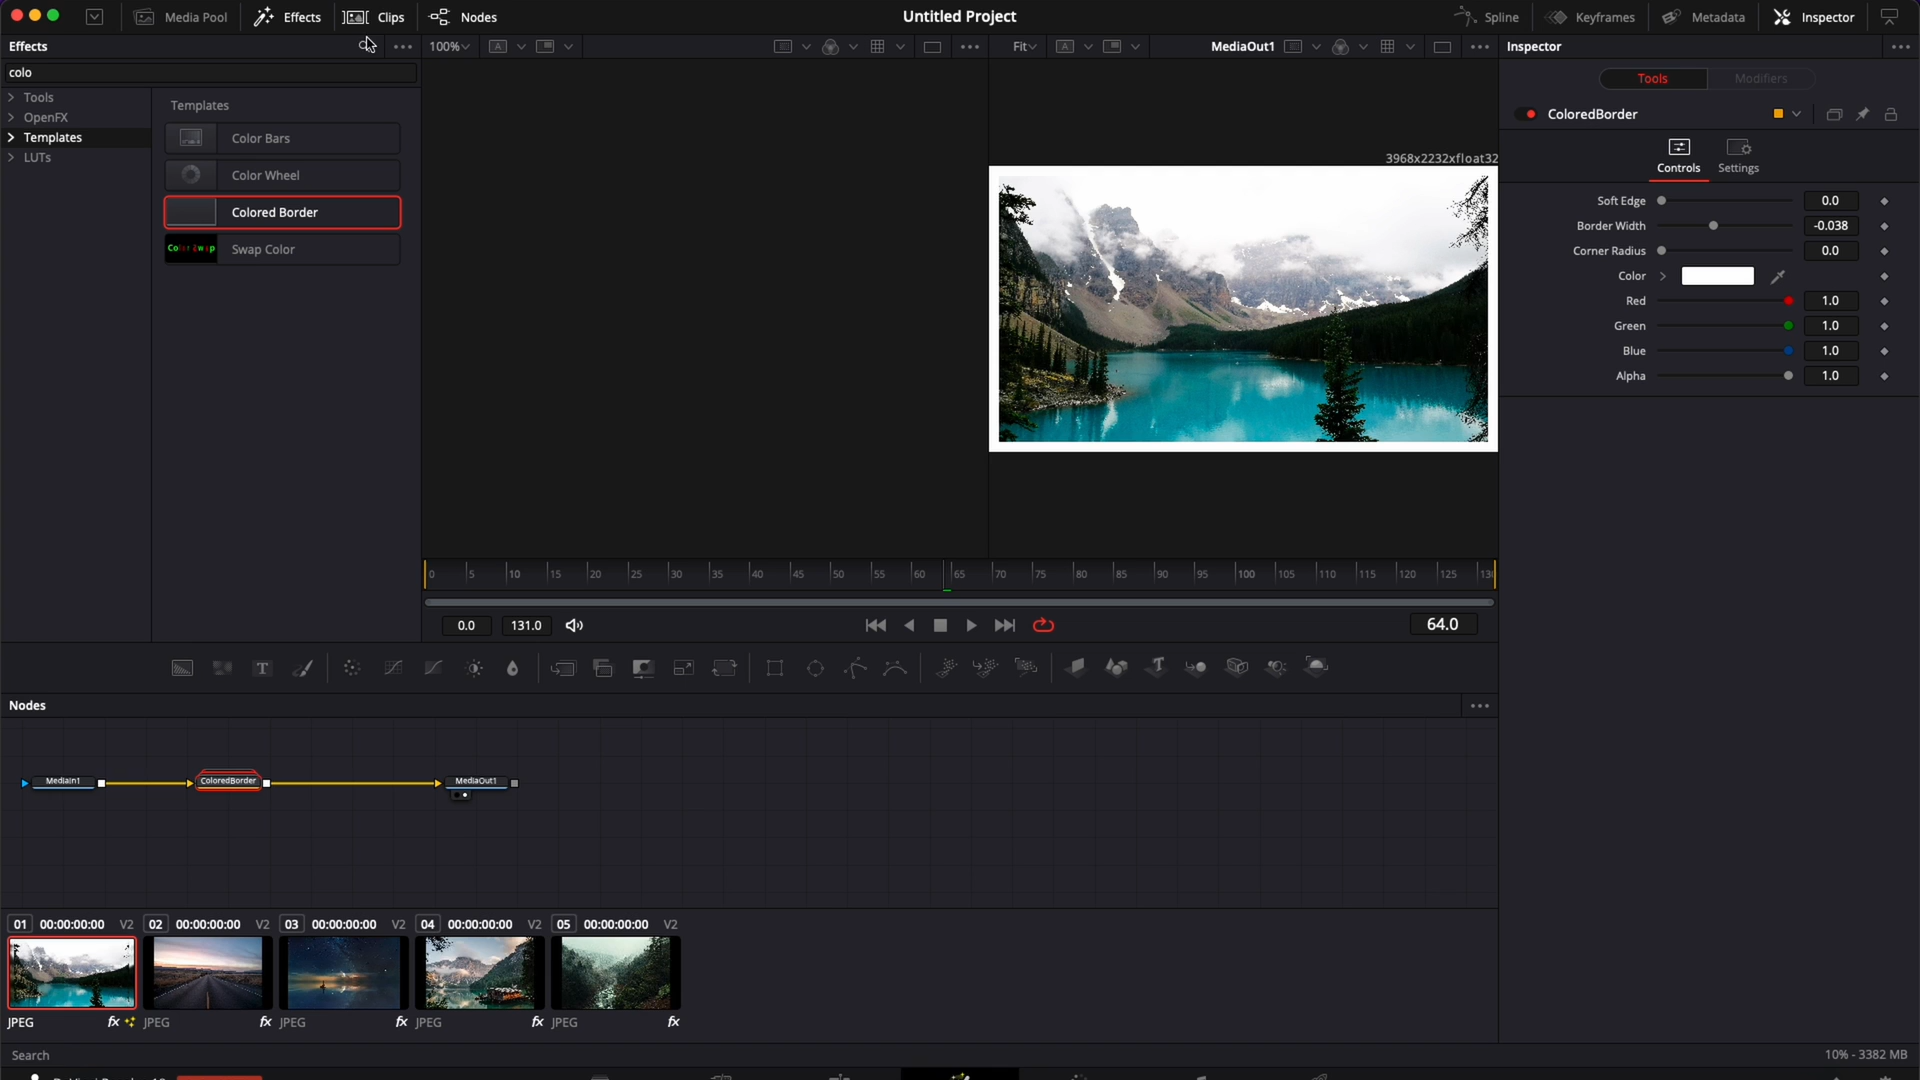 Media Pool Effects Clips Nodes Untitled Project Spline Keyframes Metadata Inspector
Effects 100% A Fit A MediaOut1 Inspector
colo
Tools
OpenFX
Templates
LUTs
Templates
Color Bars
Color Wheel
Colored Border
Swap Color
3968x2232xfloat32
Tools Modifiers
ColoredBorder
Controls Settings
Soft Edge 0.0
Border Width -0.038
Corner Radius 0.0
Color
Red 1.0
Green 1.0
Blue 1.0
Alpha 1.0
0 5 10 15 20 25 30 35 40 45 50 55 60 65 70 75 80 85 90 95 100 105 110 115 120 125
0.0 131.0 64.0
T T
Nodes
MediaIn1 ColoredBorder MediaOut1
01 00:00:00:00 V2 02 00:00:00:00 V2 03 00:00:00:00 V2 04 00:00:00:00 V2 05 00:00:00:00 V2
JPEG fx JPEG fx JPEG fx JPEG fx JPEG fx
Search 10% - 3382 MB